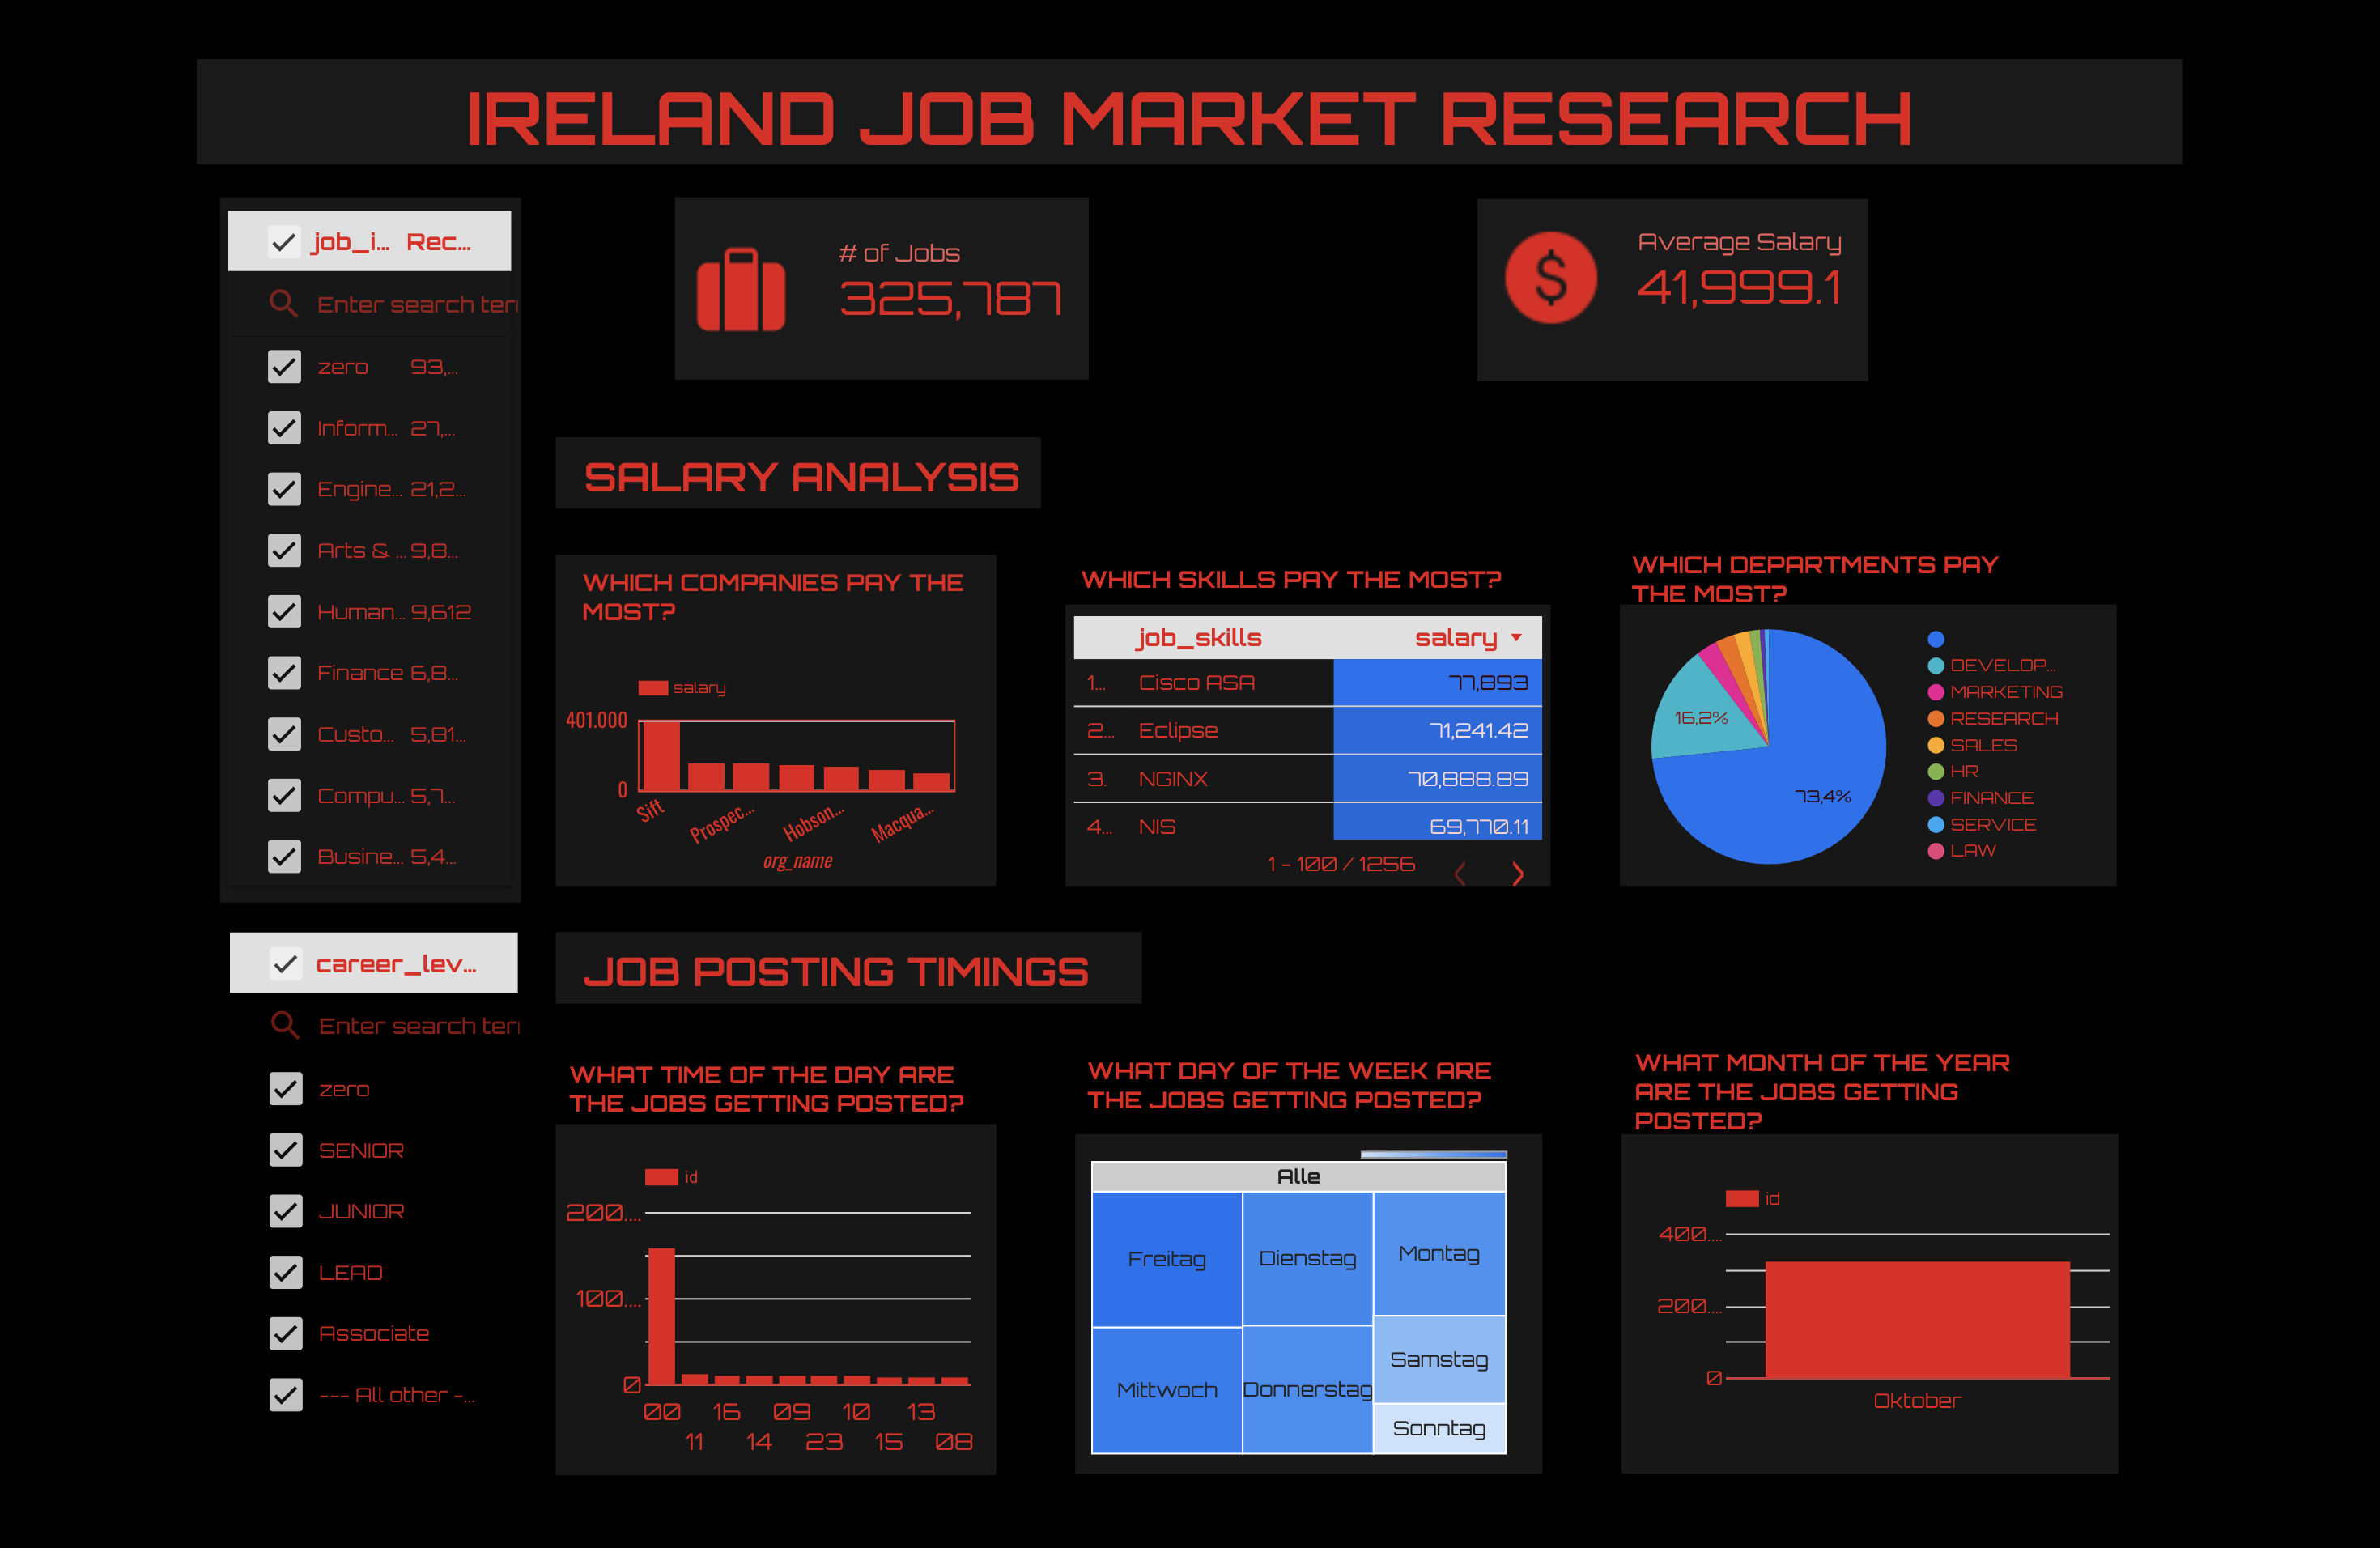 IRELAND JOB MARKET RESEARCH
job_i... Rec...
Enter search ter
zero 93,...
Inform... 27,...
Engine... 21,2...
Arts & ... 9,8...
Human... 9,612
Finance 6,8...
Custo... 5,81...
Compu... 5,7...
Busine... 5,4...
# of Jobs
325,787
Average Salary
41,999.1
SALARY ANALYSIS
WHICH COMPANIES PAY THE
MOST?
salary
401.000
0
Sift
Prospec...
Hobson...
Macqua...
org_name
WHICH SKILLS PAY THE MOST?
job_skills salary
1... Cisco ASA 77,893
2... Eclipse 71,241.42
3. NGINX 70,888.89
4... NIS 69,770.11
1 - 100 / 1256
WHICH DEPARTMENTS PAY
THE MOST?
16,2%
73,4%
DEVELOP...
MARKETING
RESEARCH
SALES
HR
FINANCE
SERVICE
LAW
career_lev...
Enter search ter
zero
SENIOR
JUNIOR
LEAD
Associate
--- All other -...
JOB POSTING TIMINGS
WHAT TIME OF THE DAY ARE
THE JOBS GETTING POSTED?
id
200....
100....
0
00 16 09 10 13
11 14 23 15 08
WHAT DAY OF THE WEEK ARE
THE JOBS GETTING POSTED?
Alle
Freitag
Dienstag
Montag
Mittwoch
Donnerstag
Samstag
Sonntag
WHAT MONTH OF THE YEAR
ARE THE JOBS GETTING
POSTED?
id
400....
200....
0
Oktober